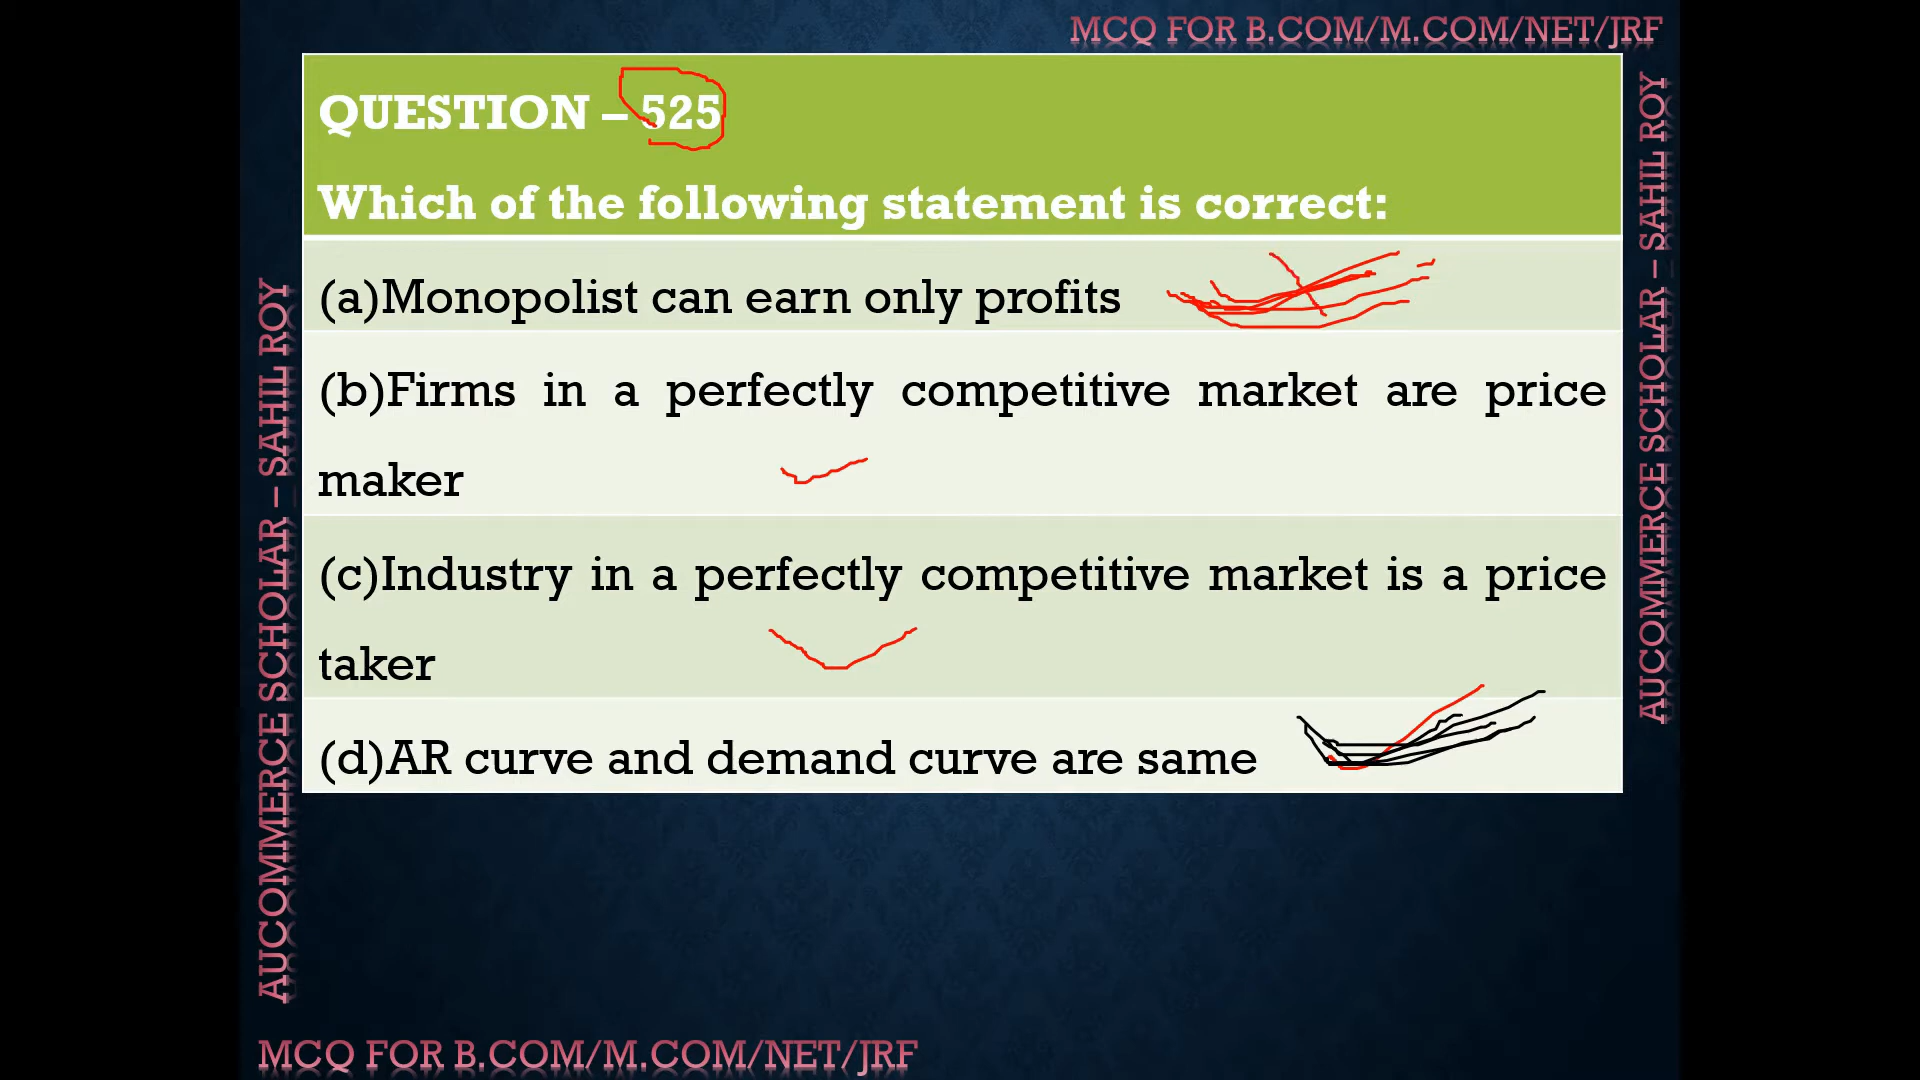 MCQ FOR B.COM/M.COM/NET/JRF
QUESTION – 525
Which of the following statement is correct:
(a)Monopolist can earn only profits
(b)Firms in a perfectly competitive market are price
maker
(c)Industry in a perfectly competitive market is a price
taker
(d)AR curve and demand curve are same
AUCOMMERCE SCHOLAR – SAHIL ROY
AUCOMMERCE SCHOLAR – SAHIL ROY
MCQ FOR B.COM/M.COM/NET/JRF